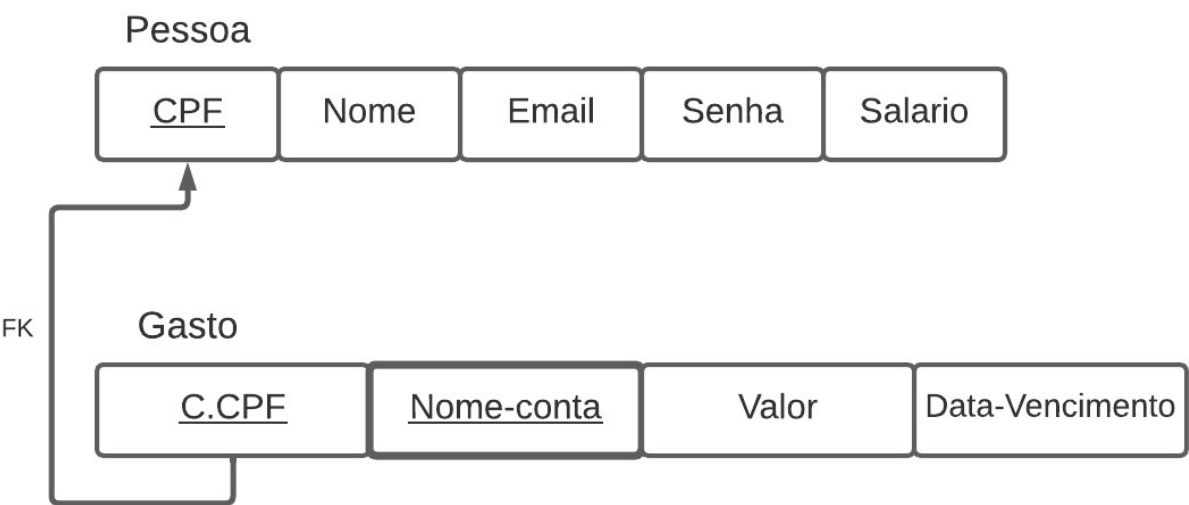 Pessoa
CPF Nome Email Senha Salario
FK
Gasto
C.CPF Nome-conta Valor Data-Vencimento